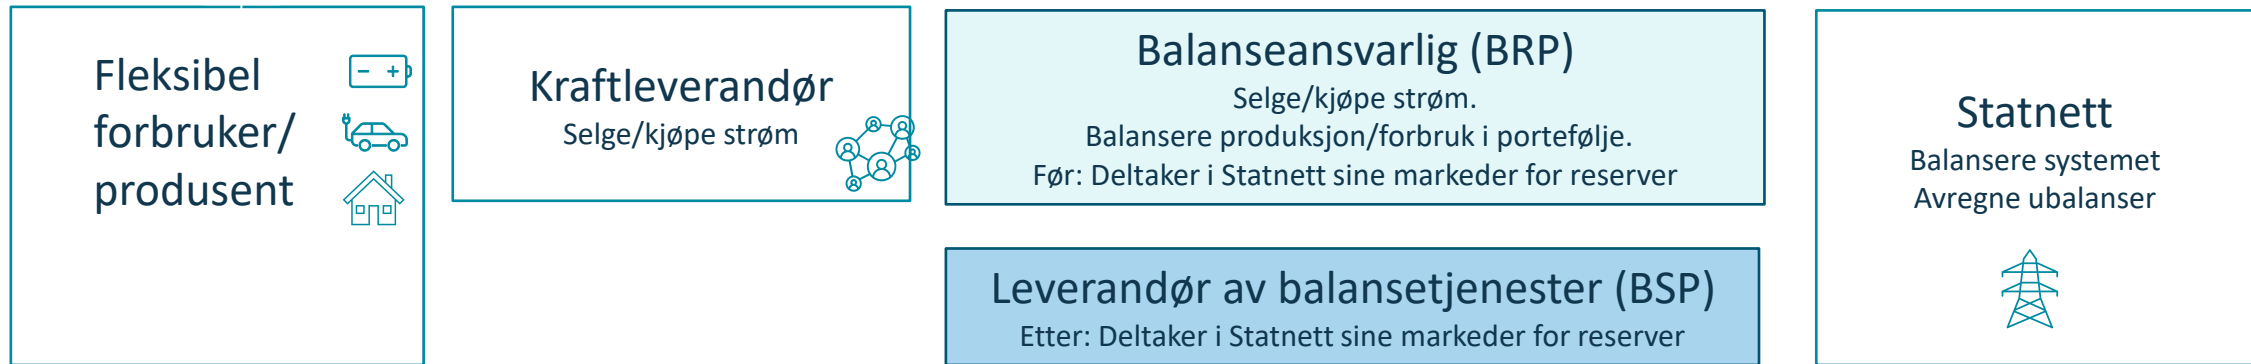 Fleksibel
forbruker/
produsent
Kraftleverandør
Selge/kjøpe strøm
Balanseansvarlig (BRP)
Selge/kjøpe strøm.
Balansere produksjon/forbruk i portefølje.
Før: Deltaker i Statnett sine markeder for reserver
Leverandør av balansetjenester (BSP)
Etter: Deltaker i Statnett sine markeder for reserver
Statnett
Balansere systemet
Avregne ubalanser